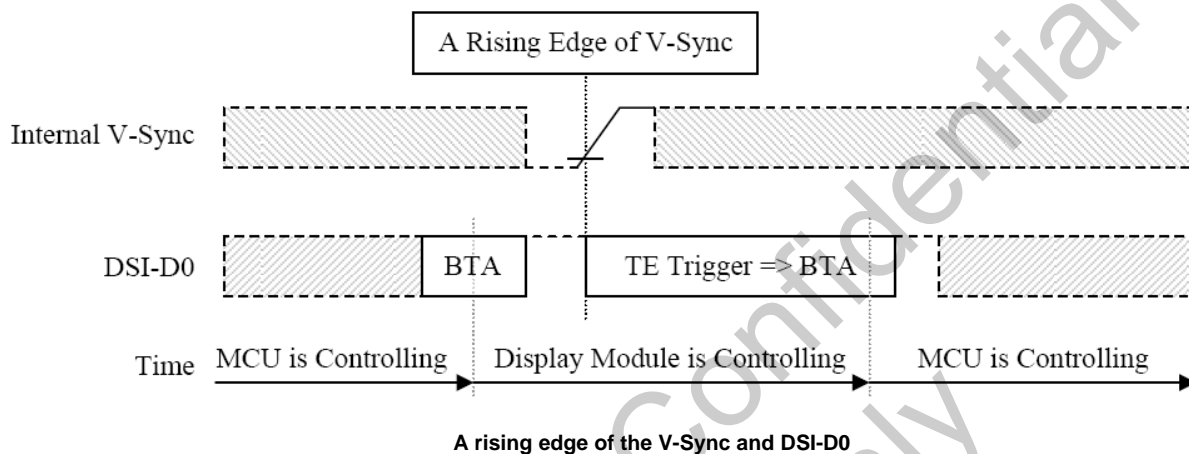 A Rising Edge of V-Sync
Internal V-Sync
DSI-D0
BTA
TE Trigger => BTA
Time
MCU is Controlling
Display Module is Controlling
MCU is Controlling
A rising edge of the V-Sync and DSI-D0
Confidential